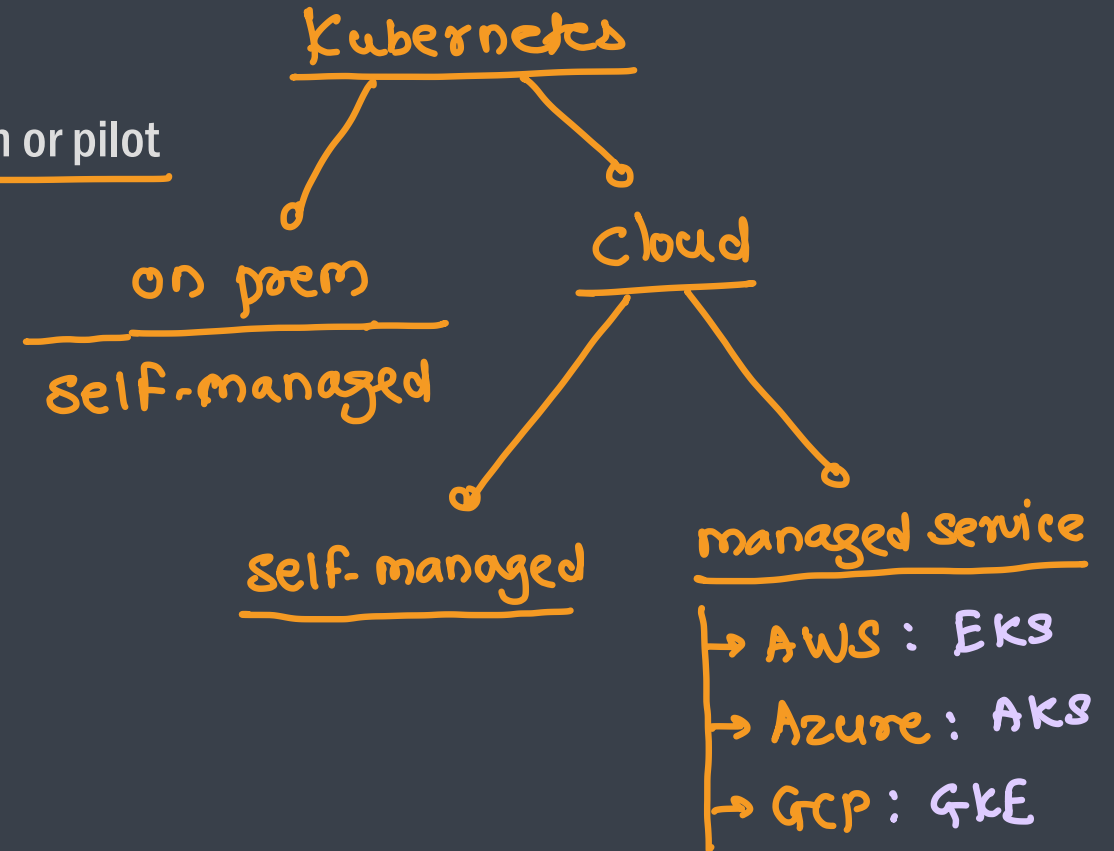 Kubernetes
or pilot
on prem
self-managed
Cloud
self-managed
managed service
→ AWS : EKS
→ Azure : AKS
→ GCP : GKE